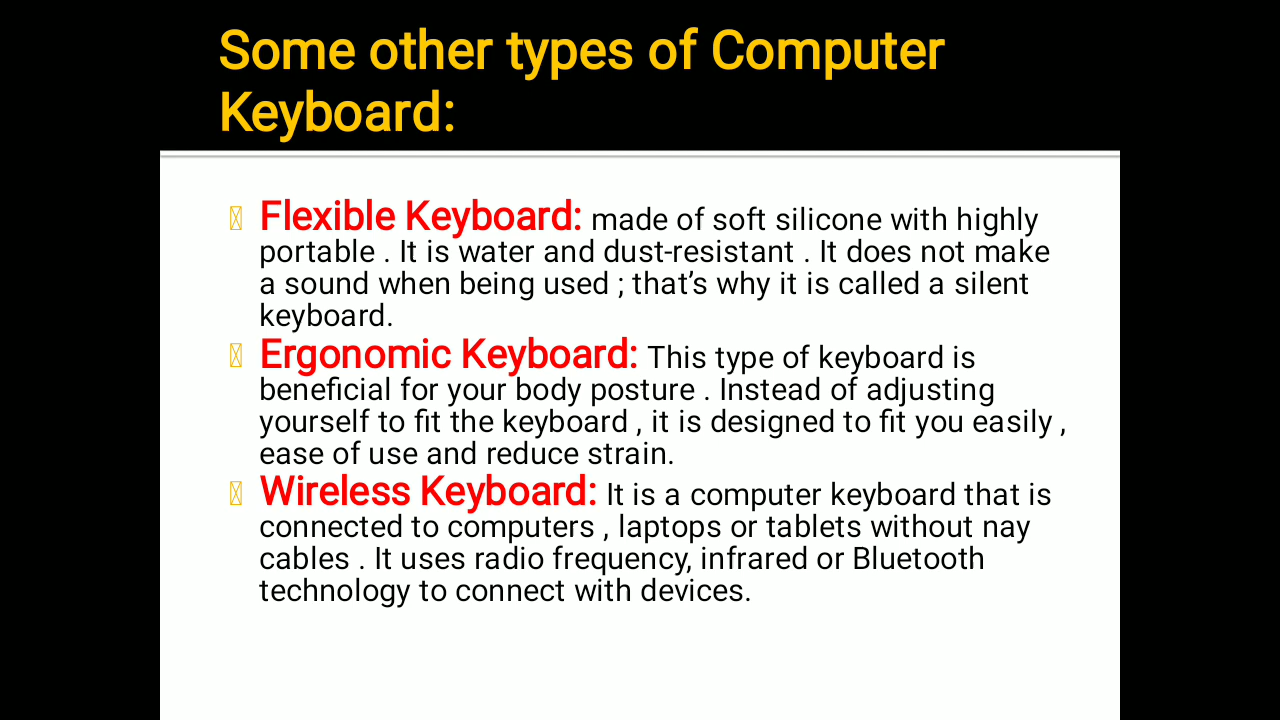 Some other types of Computer
Keyboard:
Flexible Keyboard: made of soft silicone with highly
portable . It is water and dust-resistant . It does not make
a sound when being used ; that’s why it is called a silent
keyboard.
Ergonomic Keyboard: This type of keyboard is
beneficial for your body posture . Instead of adjusting
yourself to fit the keyboard , it is designed to fit you easily ,
ease of use and reduce strain.
Wireless Keyboard: It is a computer keyboard that is
connected to computers , laptops or tablets without nay
cables . It uses radio frequency, infrared or Bluetooth
technology to connect with devices.